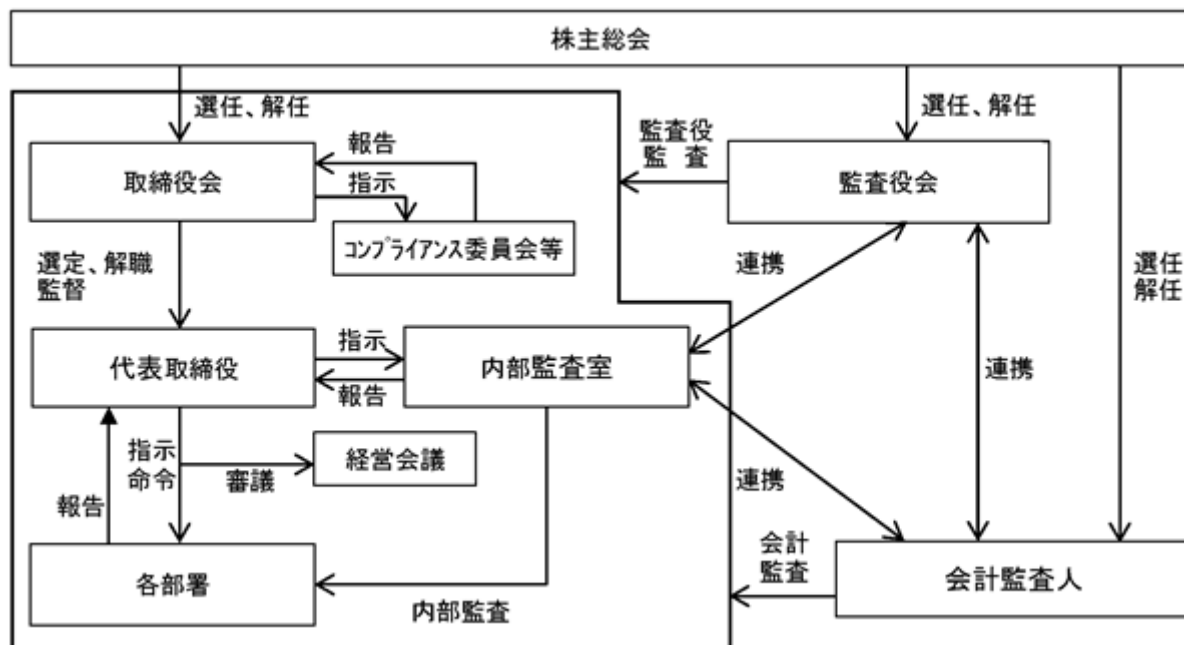 株主総会
選任、解任
選任、解任
報告
監査役
監 査
取締役会
指示
監査役会
コンプライアンス委員会等
選定、解職
監督
連携
選任
解任
代表取締役
指示
報告
内部監査室
連携
指示
命令
審議
経営会議
報告
連携
各部署
内部監査
会計
監査
会計監査人